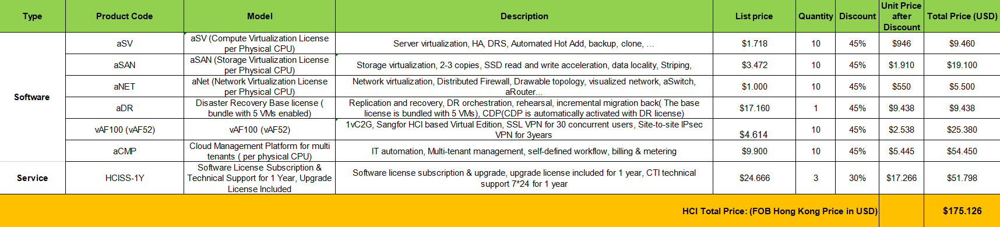 Type Product Code Model Description List price Quantity Discount Unit Price after Discount Total Price (USD)
Software
aSV
aSV (Compute Virtualization License
per Physical CPU)
Server virtualization, HA, DRS, Automated Hot Add, backup, clone, ...
$1.718 10 45% $946 $9.460
aSAN
aSAN (Storage Virtualization License
per Physical CPU)
Storage virtualization, 2-3 copies, SSD read and write acceleration, data locality, Striping,
$3.472 10 45% $1.910 $19.100
aNET
aNet (Network Virtualization License
per Physical CPU)
Network virtualization, Distributed Firewall, Drawable topology, visualized network, aSwitch,
aRouter...
$1.000 10 45% $550 $5.500
aDR
Disaster Recovery Base license (
bundle with 5 VMs enabled)
Replication and recovery, DR orchestration, rehearsal, incremental migration back( The base
license is bundled with 5 VMs), CDP(CDP is automatically activated with DR license)
$17.160 1 45% $9.438 $9.438
vAF100 (vAF52)
vAF100 (vAF52)
1vC2G, Sangfor HCI based Virtual Edition, SSL VPN for 30 concurrent users, Site-to-site IPsec
VPN for 3years
$4.614 10 45% $2.538 $25.380
aCMP
Cloud Management Platform for multi
tenants ( per physical CPU)
IT automation, Multi-tenant management, self-defined workflow, billing & metering
$9.900 10 45% $5.445 $54.450
Service
HCISS-1Y
Software License Subscription &
Technical Support for 1 Year, Upgrade
License Included
Software license subscription & upgrade, upgrade license included for 1 year, CTI technical
support 7*24 for 1 year
$24.666 3 30% $17.266 $51.798
HCI Total Price: (FOB Hong Kong Price in USD) $175.126